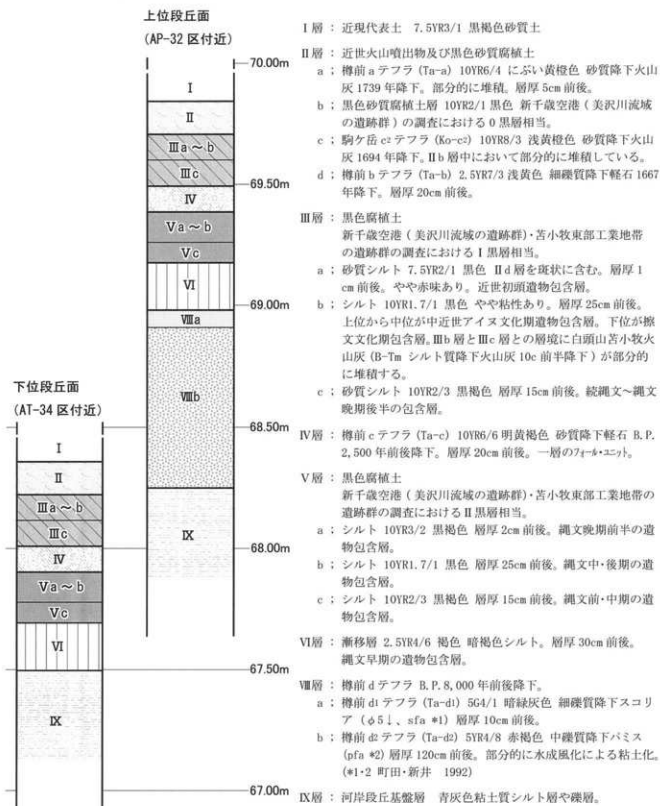 上位段丘面
(AP-32 区付近)
70.00m
Ⅰ
Ⅱ
Ⅲa～b
Ⅲc
69.50m
Ⅳ
Ⅴa～b
Ⅴc
Ⅵ
69.00m
Ⅷa
Ⅷb
68.50m
Ⅸ
68.00m
67.50m
67.00m
下位段丘面
(AT-34 区付近)
Ⅰ
Ⅱ
Ⅲa～b
Ⅲc
Ⅳ
Ⅴa～b
Ⅴc
Ⅵ
Ⅸ
Ⅰ層 : 近現代表土 7.5YR3/1 黒褐色砂質土
Ⅱ層 : 近世火山噴出物及び黒色砂質腐植土
a ; 樽前 a テフラ (Ta-a) 10YR6/4 にぶい黄橙色 砂質降下火山
灰 1739 年降下。部分的に堆積。層厚 5cm 前後。
b ; 黒色砂質腐植土層 10YR2/1 黒色 新千歳空港 ( 美沢川流域
の遺跡群 ) の調査における 0 黒層相当。
c ; 駒ケ岳 c² テフラ (Ko-c²) 10YR8/3 浅黄橙色 砂質降下火山
灰 1694 年降下。Ⅱb 層中において部分的に堆積している。
d ; 樽前 b テフラ (Ta-b) 2.5YR7/3 浅黄色 細礫質降下軽石 1667
年降下。層厚 20cm 前後。
Ⅲ層 : 黒色腐植土
新千歳空港 ( 美沢川流域の遺跡群 )・苫小牧東部工業地帯
の遺跡群の調査における Ⅰ 黒層相当。
a ; 砂質シルト 7.5YR2/1 黒色 Ⅱd 層を斑状に含む。層厚 1
cm 前後。やや赤味あり。近世初頭遺物包含層。
b ; シルト 10YR1.7/1 黒色 やや粘性あり。層厚 25cm 前後。
上位から中位が中近世アイヌ文化期遺物包含層。下位が擦
文文化期包含層。Ⅲb 層とⅢc 層との層境に白頭山苫小牧火
山灰 (B-Tm シルト質降下火山灰 10c 前半降下 ) が部分的
に堆積する。
c ; 砂質シルト 10YR2/3 黒褐色 層厚 15cm 前後。続縄文～縄文
晩期後半の包含層。
Ⅳ層 : 樽前 c テフラ (Ta-c) 10YR6/6 明黄褐色 砂質降下軽石 B.P.
2,500 年前後降下。層厚 20cm 前後。一層のフォール・ユニット。
Ⅴ層 : 黒色腐植土
新千歳空港 ( 美沢川流域の遺跡群 )・苫小牧東部工業地帯の
遺跡群の調査における Ⅱ 黒層相当。
a ; シルト 10YR3/2 黒褐色 層厚 2cm 前後。縄文晩期前半の遺
物包含層。
b ; シルト 10YR1.7/1 黒色 層厚 25cm 前後。縄文中・後期の遺
物包含層。
c ; シルト 10YR2/3 黒褐色 層厚 15cm 前後。縄文前・中期の遺
物包含層。
Ⅵ層 : 漸移層 2.5YR4/6 褐色 暗褐色シルト。層厚 30cm 前後。
縄文早期の遺物包含層。
Ⅷ層 : 樽前 d テフラ B.P.8,000 年前後降下。
a ; 樽前 d₁ テフラ (Ta-d₁) 5G4/1 暗緑灰色 細礫質降下スコリ
ア (φ5↓、sfa *1) 層厚 10cm 前後。
b ; 樽前 d₂ テフラ (Ta-d₂) 5YR4/8 赤褐色 中礫質降下パミス
(pfa *2) 層厚 120cm 前後。部分的に水成風化による粘土化。
(*1・2 町田・新井 1992)
Ⅸ層 : 河岸段丘基盤層 青灰色粘土質シルト層や礫層。